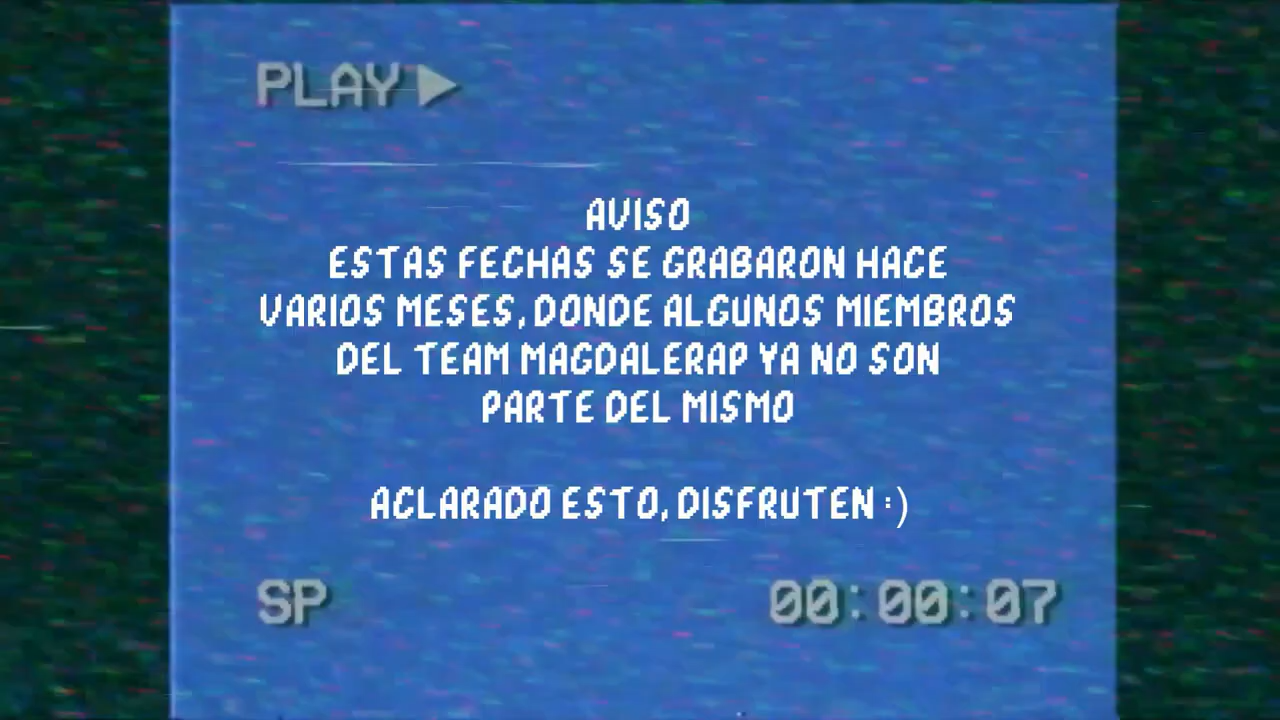 PLAY
AVISO
ESTAS FECHAS SE GRABARON HACE
VARIOS MESES, DONDE ALGUNOS MIEMBROS
DEL TEAM MAGDALERAP YA NO SON
PARTE DEL MISMO
ACLARADO ESTO, DISFRUTEN :)
SP 00:00:07